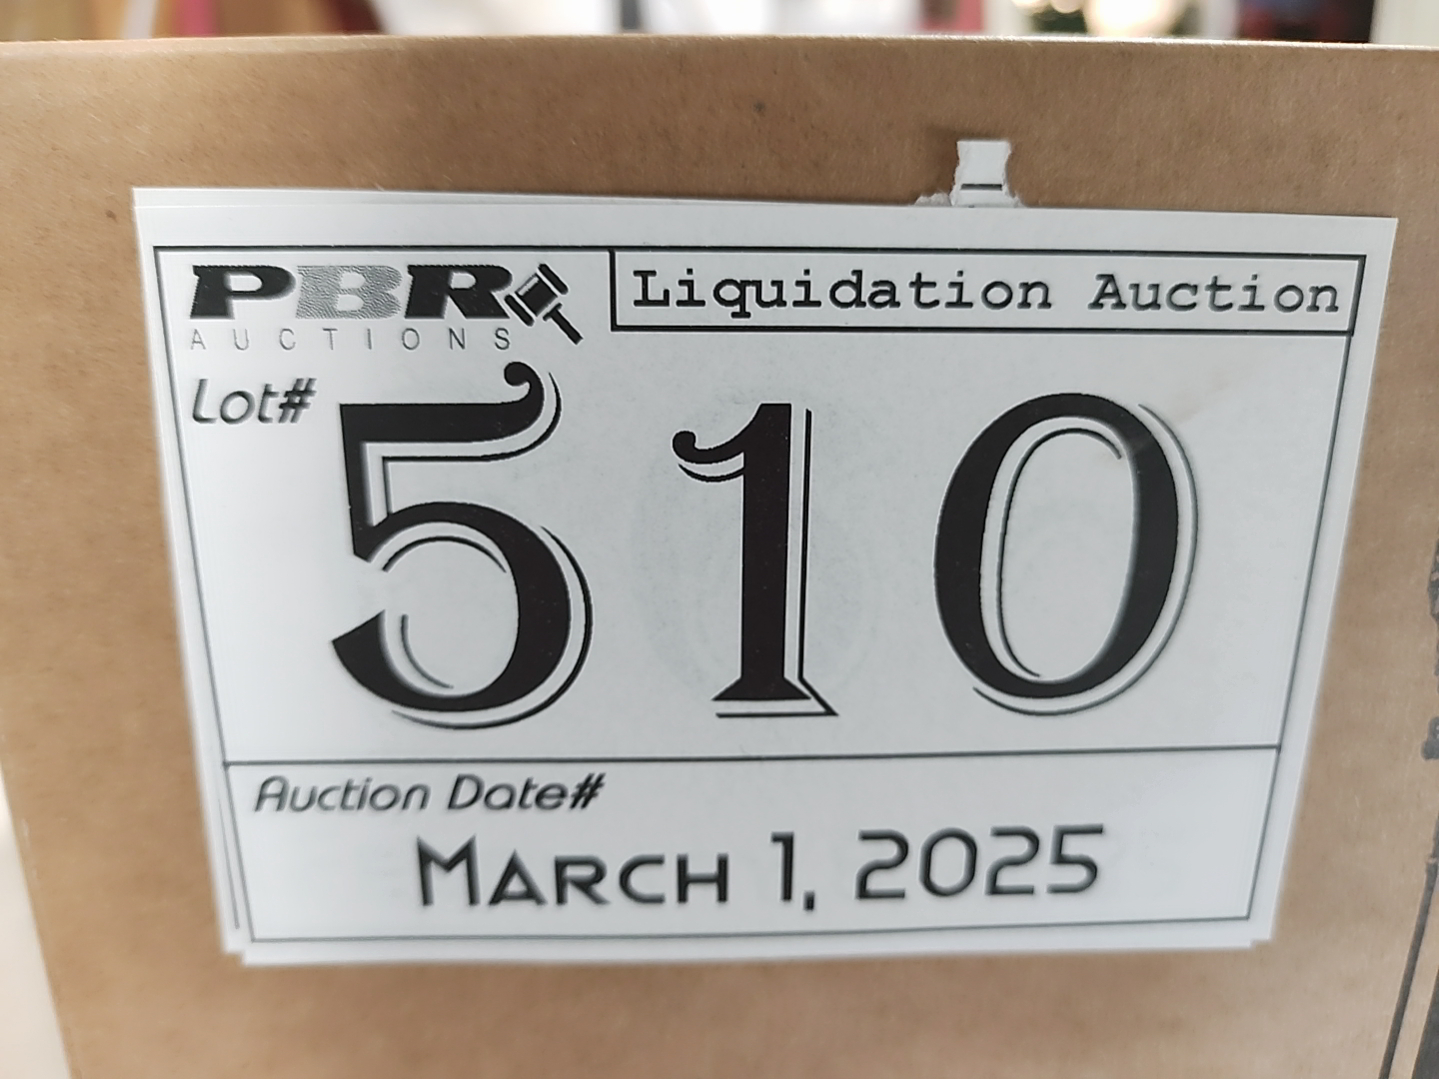 PBR
AUCTIONS
Liquidation Auction
Lot#
510
Auction Date#
March 1, 2025